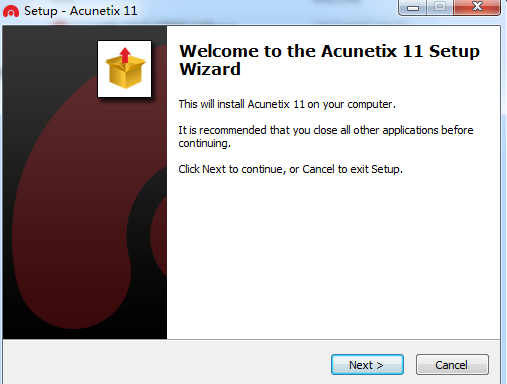 Setup - Acunetix 11
Welcome to the Acunetix 11 Setup
Wizard
This will install Acunetix 11 on your computer.
It is recommended that you close all other applications before
continuing.
Click Next to continue, or Cancel to exit Setup.
Next >
Cancel